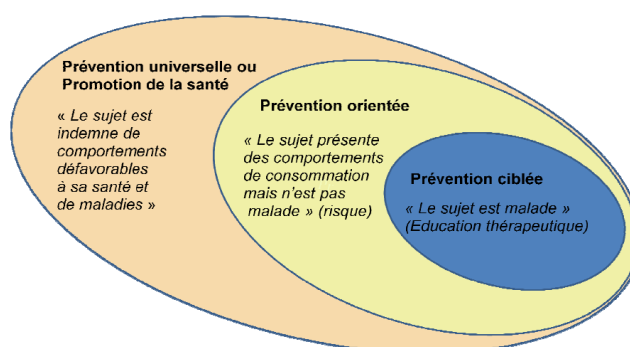 Prévention universelle ou
Promotion de la santé
« Le sujet est
indemne de
comportements
défavorables
à sa santé et
de maladies »
Prévention orientée
« Le sujet présente
des comportements
de consommation
mais n'est pas
malade » (risque)
Prévention ciblée
« Le sujet est malade »
(Education thérapeutique)